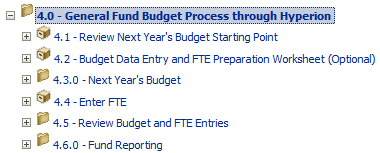 4.0 - General Fund Budget Process through Hyperion
4.1 - Review Next Year's Budget Starting Point
4.2 - Budget Data Entry and FTE Preparation Worksheet (Optional)
4.3.0 - Next Year's Budget
4.4 - Enter FTE
4.5 - Review Budget and FTE Entries
4.6.0 - Fund Reporting